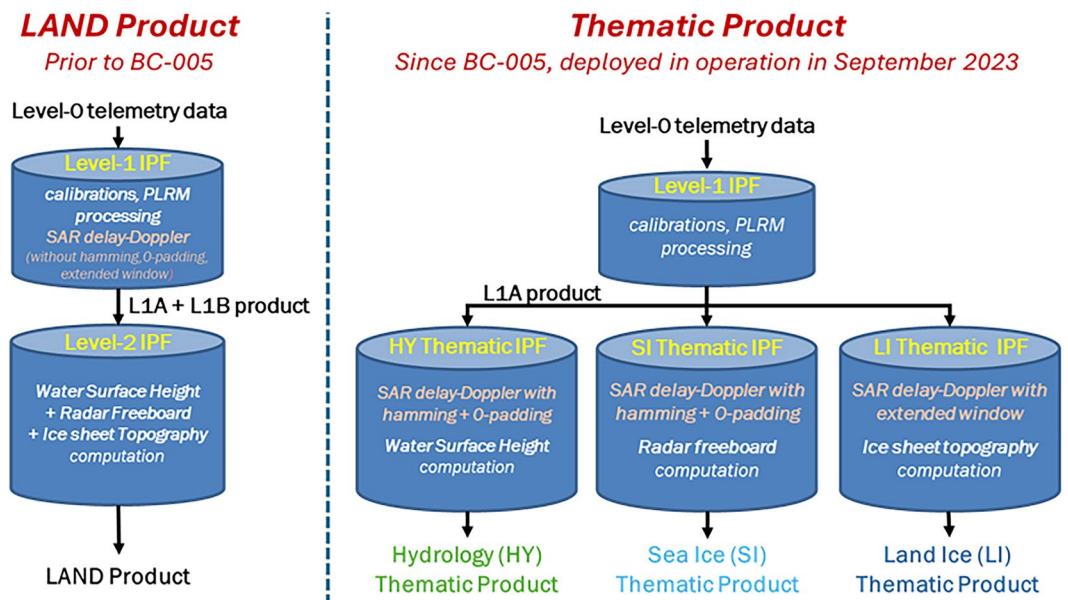 LAND Product
Prior to BC-005
Level-0 telemetry data
Level-1 IPF
calibrations, PLRM
processing
SAR delay-Doppler
(without hamming,0-padding,
extended window)
L1A + L1B product
Level-2 IPF
Water Surface Height
+ Radar Freeboard
+ Ice sheet Topography
computation
LAND Product
Thematic Product
Since BC-005, deployed in operation in September 2023
Level-0 telemetry data
Level-1 IPF
calibrations, PLRM
processing
L1A product
HY Thematic IPF
SAR delay-Doppler with
hamming + 0-padding
Water Surface Height
computation
Hydrology (HY)
Thematic Product
SI Thematic IPF
SAR delay-Doppler with
hamming + 0-padding
Radar freeboard
computation
Sea Ice (SI)
Thematic Product
LI Thematic IPF
SAR delay-Doppler with
extended window
Ice sheet topography
computation
Land Ice (LI)
Thematic Product